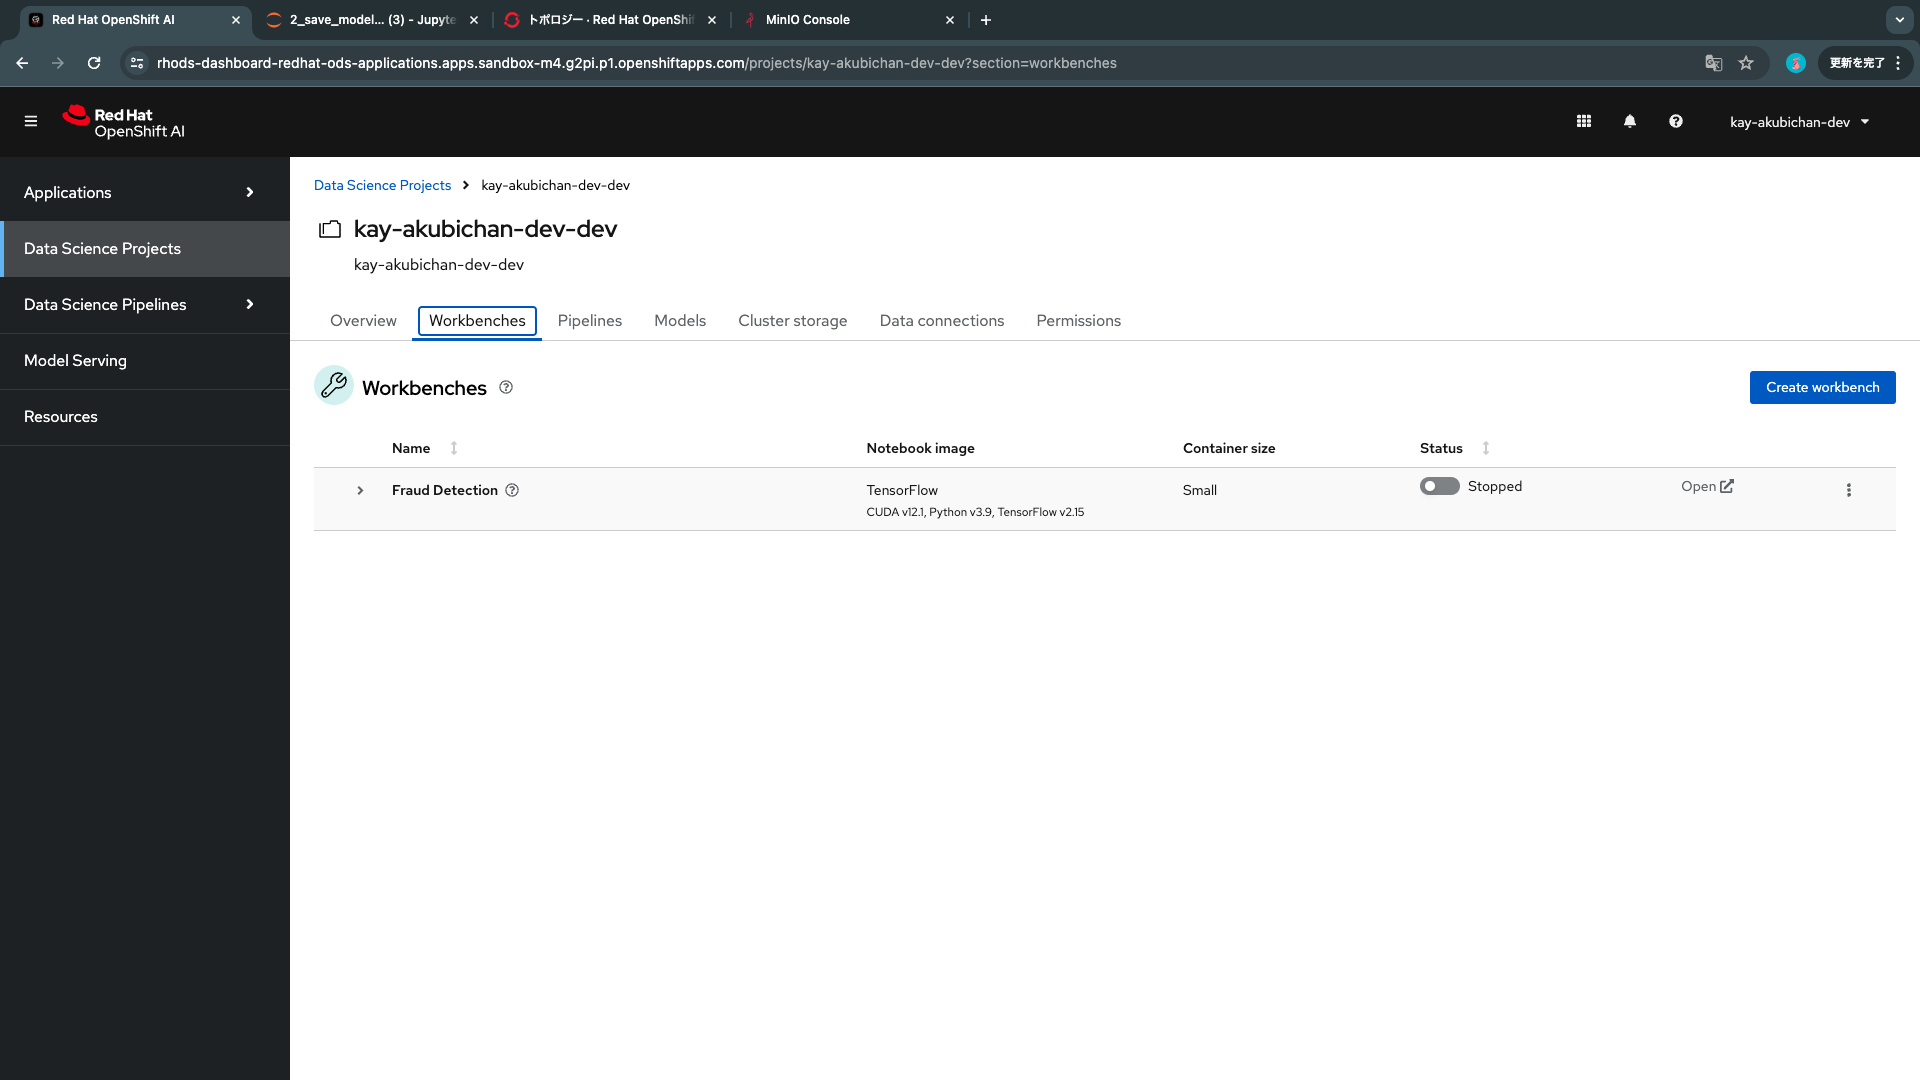 Red Hat OpenShift AI
2_save_model... (3) - Jupyte
トポロジー · Red Hat OpenShi
MinIO Console
rhods-dashboard-redhat-ods-applications.apps.sandbox-m4.g2pi.p1.openshiftapps.com/projects/kay-akubichan-dev-dev?section=workbenches
更新を完了
Red Hat
OpenShift AI
kay-akubichan-dev
Applications
Data Science Projects
Data Science Pipelines
Model Serving
Resources
Data Science Projects
kay-akubichan-dev-dev
kay-akubichan-dev-dev
kay-akubichan-dev-dev
Overview
Workbenches
Pipelines
Models
Cluster storage
Data connections
Permissions
Workbenches
Create workbench
Name
Notebook image
Container size
Status
Fraud Detection
TensorFlow
Small
Stopped
Open
CUDA v12.1, Python v3.9, TensorFlow v2.15